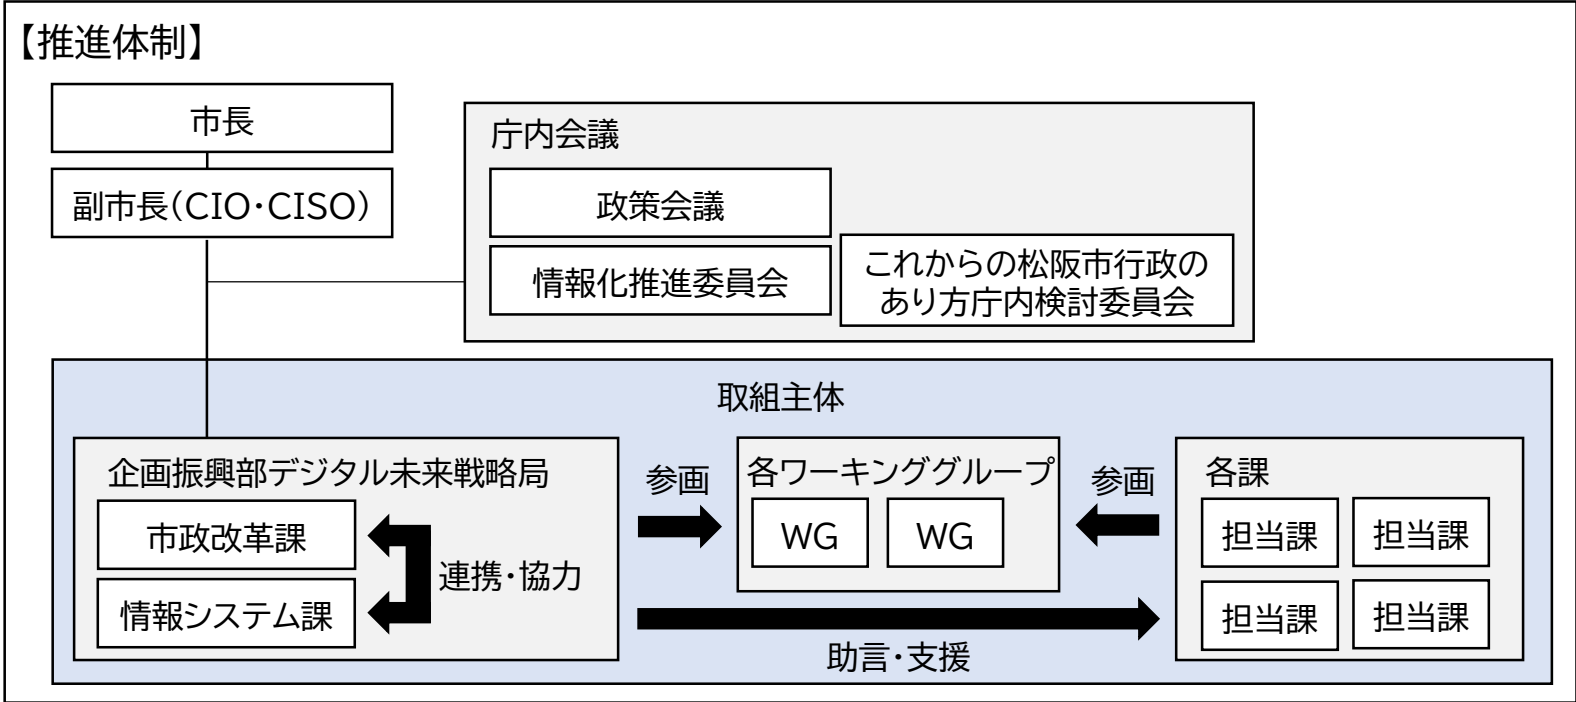 【推進体制】
市長
副市長(CIO・CISO)
庁内会議
政策会議
情報化推進委員会
これからの松阪市行政の
あり方庁内検討委員会
取組主体
企画振興部デジタル未来戦略局
市政改革課
情報システム課
連携・協力
参画
各ワーキンググループ
WG
WG
参画
各課
担当課
担当課
担当課
担当課
助言・支援